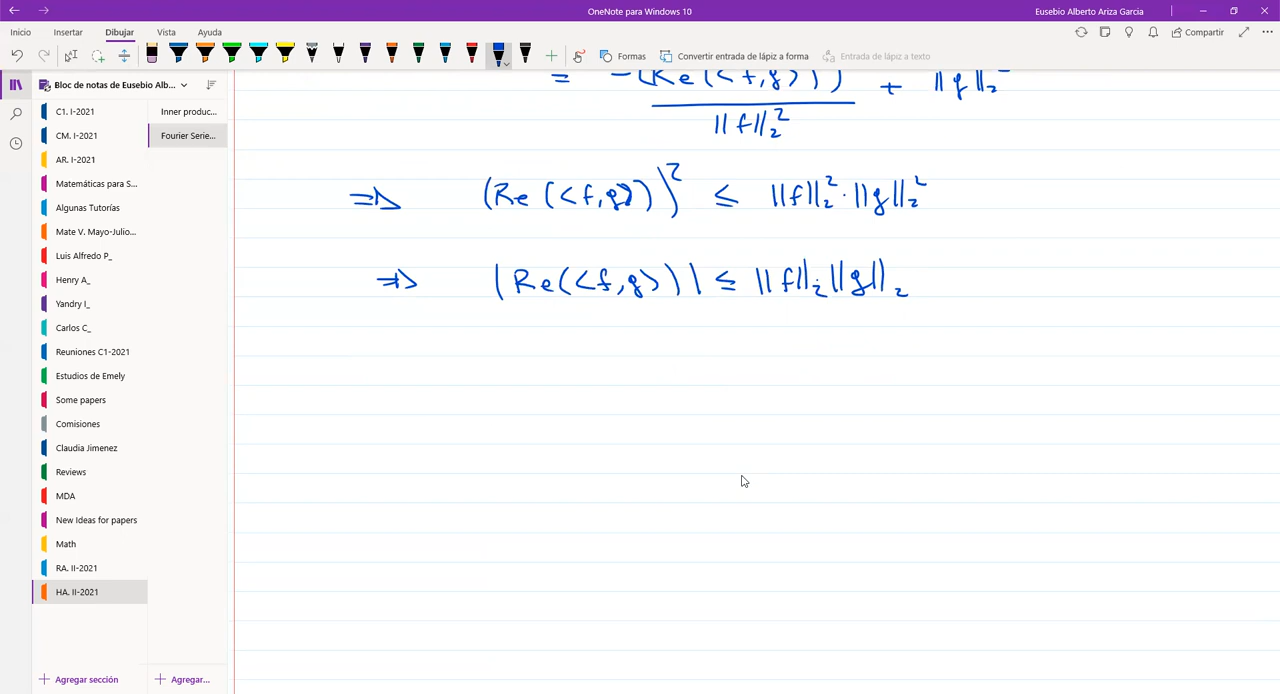 OneNote para Windows 10
Eusebio Alberto Ariza Garcia
Inicio Insertar Dibujar Vista Ayuda
Compartir
Formas Convertir entrada de lápiz a forma Entrada de lápiz a texto
Bloc de notas de Eusebio Alb...
C1. I-2021
CM. I-2021
AR. I-2021
Matemáticas para S...
Algunas Tutorías
Mate V. Mayo-Julio...
Luis Alfredo P_
Henry A_
Yandry I_
Carlos C_
Reuniones C1-2021
Estudios de Emely
Some papers
Comisiones
Claudia Jimenez
Reviews
MDA
New Ideas for papers
Math
RA. II-2021
HA. II-2021
Agregar sección
Inner produc...
Fourier Serie...
Agregar...
= -(Re(<f,g>))² / ||f||₂² + ||g||₂²
=> (Re(<f,g>))² ≤ ||f||₂² · ||g||₂²
=> |Re(<f,g>)| ≤ ||f||₂ · ||g||₂